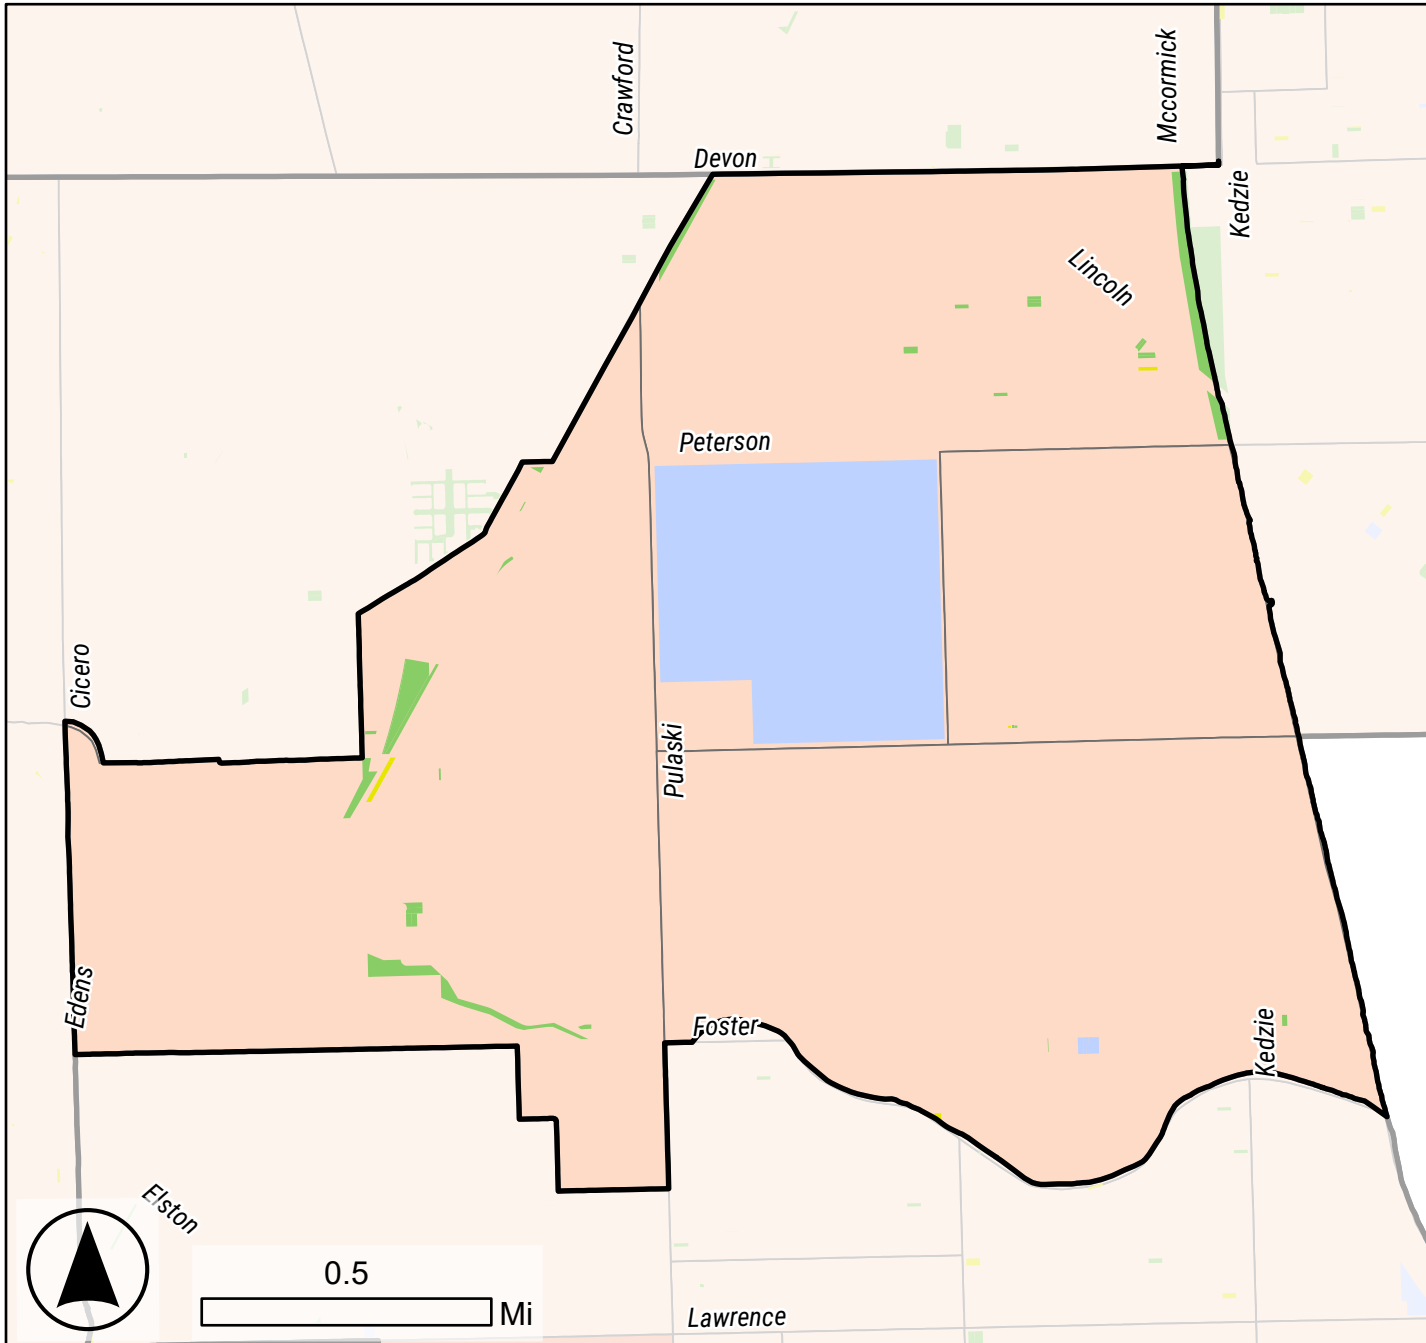 Crawford
Mccormick
Devon
Kedzie
Lincoln
Peterson
Cicero
Pulaski
Edens
Foster
Kedzie
Elston
0.5
Mi
Lawrence